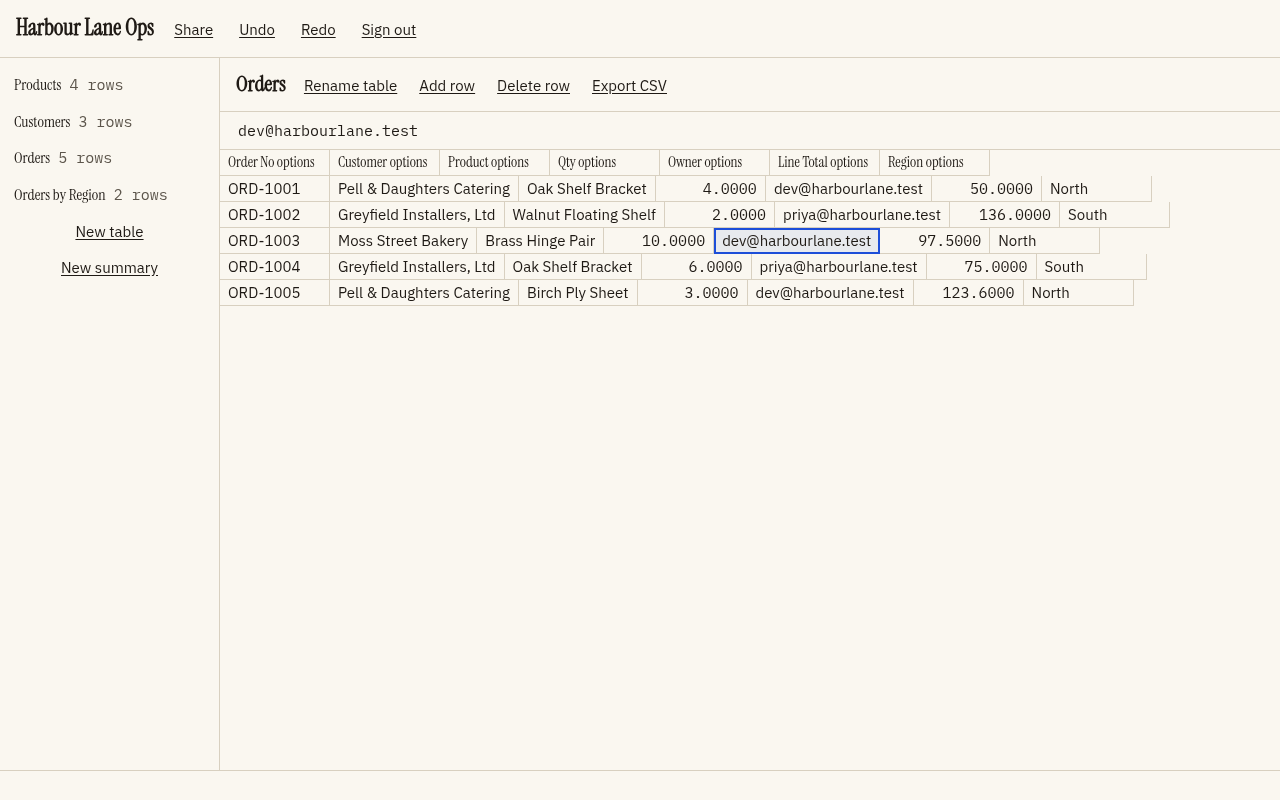 Harbour Lane Ops Share Undo Redo Sign out
Products 4 rows
Customers 3 rows
Orders 5 rows
Orders by Region 2 rows
New table
New summary
Orders Rename table Add row Delete row Export CSV
dev@harbourlane.test
Order No options Customer options Product options Qty options Owner options Line Total options Region options
ORD-1001 Pell & Daughters Catering Oak Shelf Bracket 4.0000 dev@harbourlane.test 50.0000 North
ORD-1002 Greyfield Installers, Ltd Walnut Floating Shelf 2.0000 priya@harbourlane.test 136.0000 South
ORD-1003 Moss Street Bakery Brass Hinge Pair 10.0000 dev@harbourlane.test 97.5000 North
ORD-1004 Greyfield Installers, Ltd Oak Shelf Bracket 6.0000 priya@harbourlane.test 75.0000 South
ORD-1005 Pell & Daughters Catering Birch Ply Sheet 3.0000 dev@harbourlane.test 123.6000 North